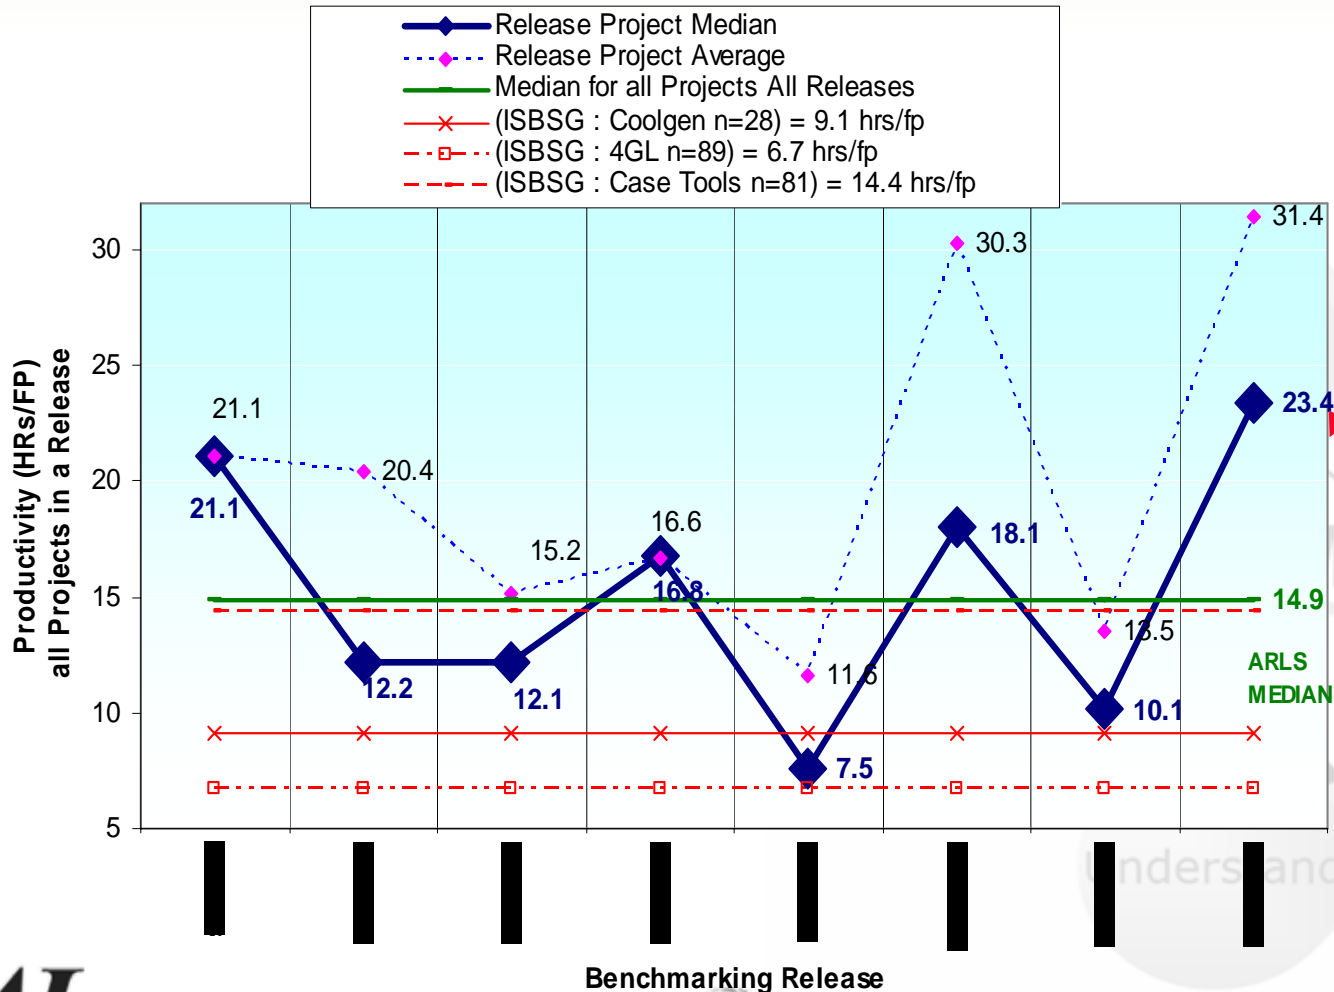 Release Project Median
Release Project Average
Median for all Projects All Releases
(ISBSG : Coolgen n=28) = 9.1 hrs/fp
(ISBSG : 4GL n=89) = 6.7 hrs/fp
(ISBSG : Case Tools n=81) = 14.4 hrs/fp
Productivity (HRs/FP)
all Projects in a Release
30
25
20
15
10
5
21.1
21.1
20.4
12.2
15.2
12.1
16.6
16.8
11.6
7.5
30.3
18.1
13.5
10.1
31.4
23.4
14.9
ARLS
MEDIAN
Understand
Benchmarking Release